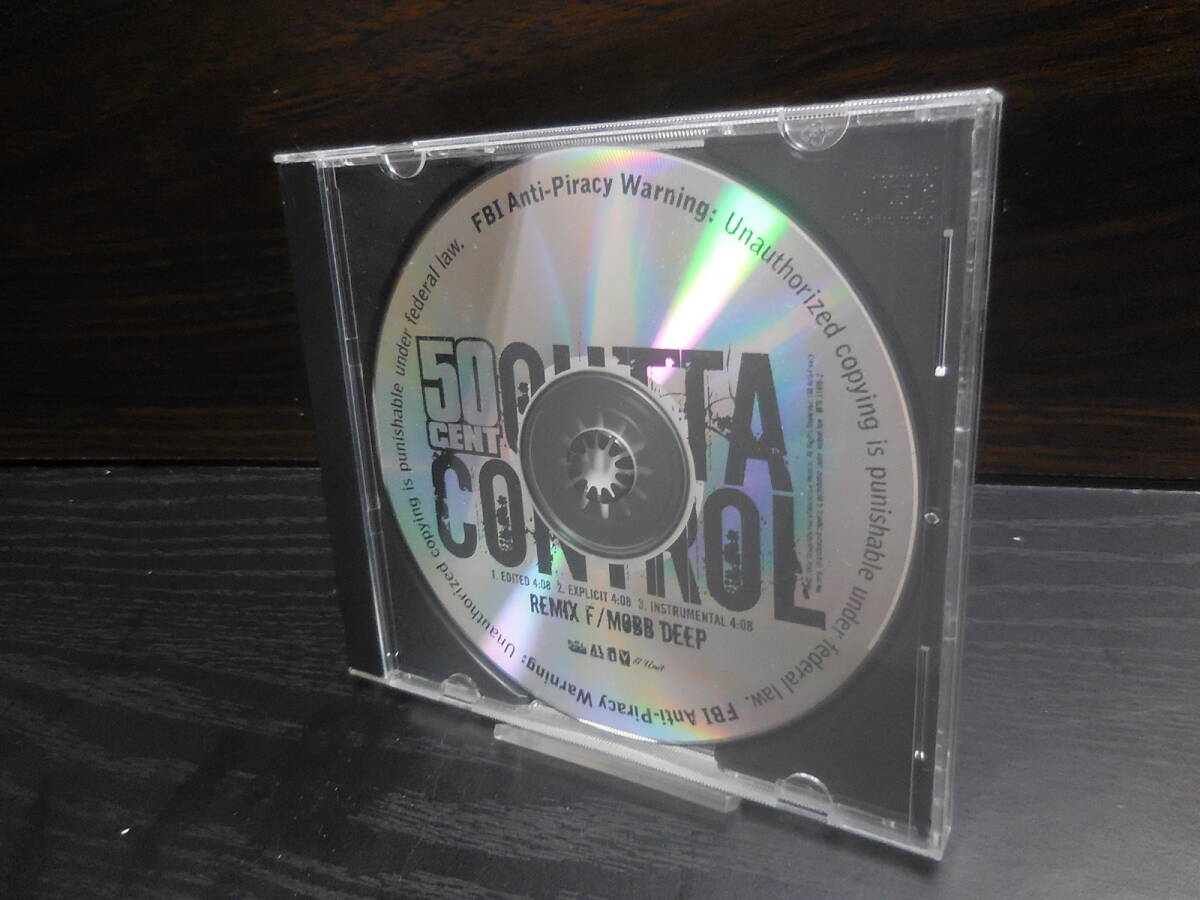 FBI Anti-Piracy Warning: Unauthorized copying is punishable under federal law.
50
CENT
OUTTA
CONTROL
1. EDITED 4:08 2. EXPLICIT 4:08 3. INSTRUMENTAL 4:08
REMIX F/MOBB DEEP
G Unit
FBI Anti-Piracy Warning: Unauthorized copying is punishable under federal law.